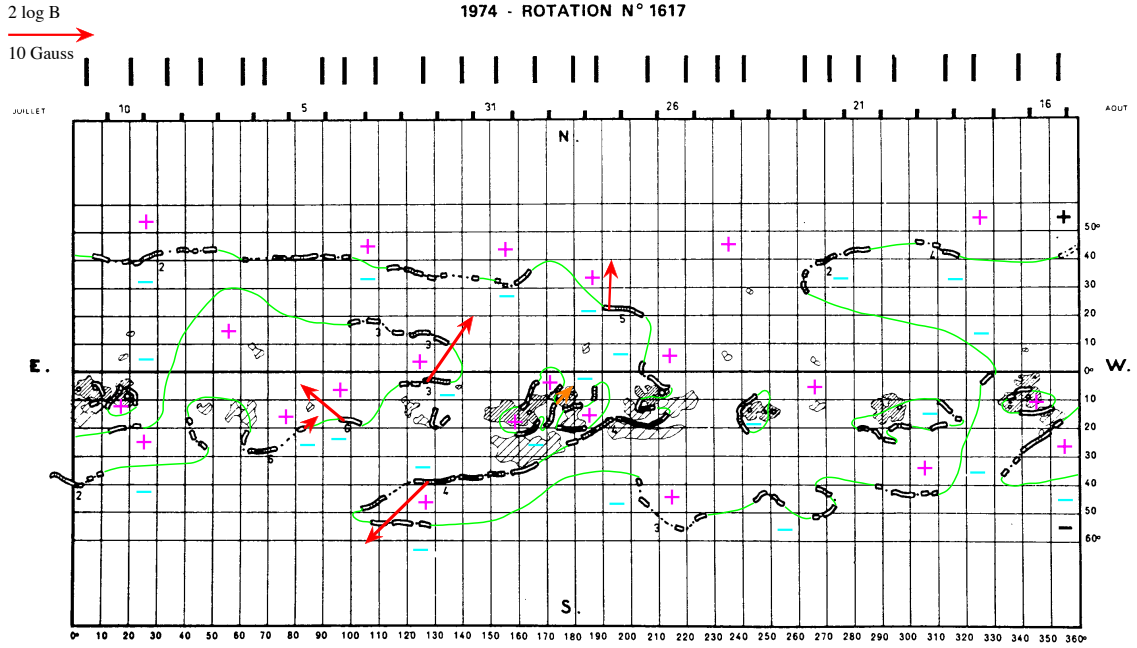 1974 - ROTATION N° 1617
2 log B
10 Gauss
JUILLET 10 5 31 26 21 16 AOUT
N.
+ + + + + + +
50°
40
30
20
10
E. 0° W.
10
20
30
40
50
60°
2 2 4 5 3 3 3 6 6 4 4 2 3
S.
0° 10 20 30 40 50 60 70 80 90 100 110 120 130 140 150 160 170 180 190 200 210 220 230 240 250 260 270 280 290 300 310 320 330 340 350 360°